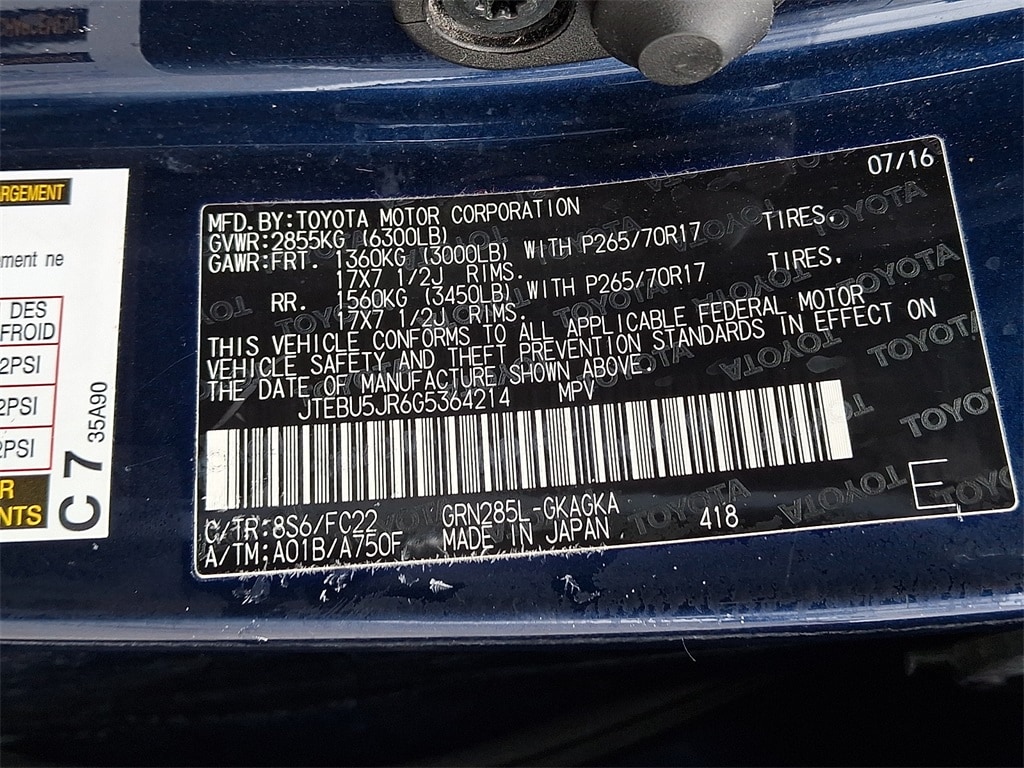 RGEMENT
ement ne
DES
FROID
2PSI
2PSI
2PSI
R
NTS
C7
35A90
07/16
MFD.BY:TOYOTA MOTOR CORPORATION
GVWR:2855KG (6300LB)
GAWR:FRT. 1360KG (3000LB) WITH P265/70R17 TIRES.
17X7 1/2J RIMS.
RR. 1560KG (3450LB) WITH P265/70R17 TIRES,
17X7 1/2J RIMS.
THIS VEHICLE CONFORMS TO ALL APPLICABLE FEDERAL MOTOR
VEHICLE SAFETY AND THEFT PREVENTION STANDARDS IN EFFECT ON
THE DATE OF MANUFACTURE SHOWN ABOVE.
JTEBU5JR6G5364214 MPV
C/TR:8S6/FC22 GRN285L-GKAGKA 418 E
A/TM:A01B/A750F MADE IN JAPAN